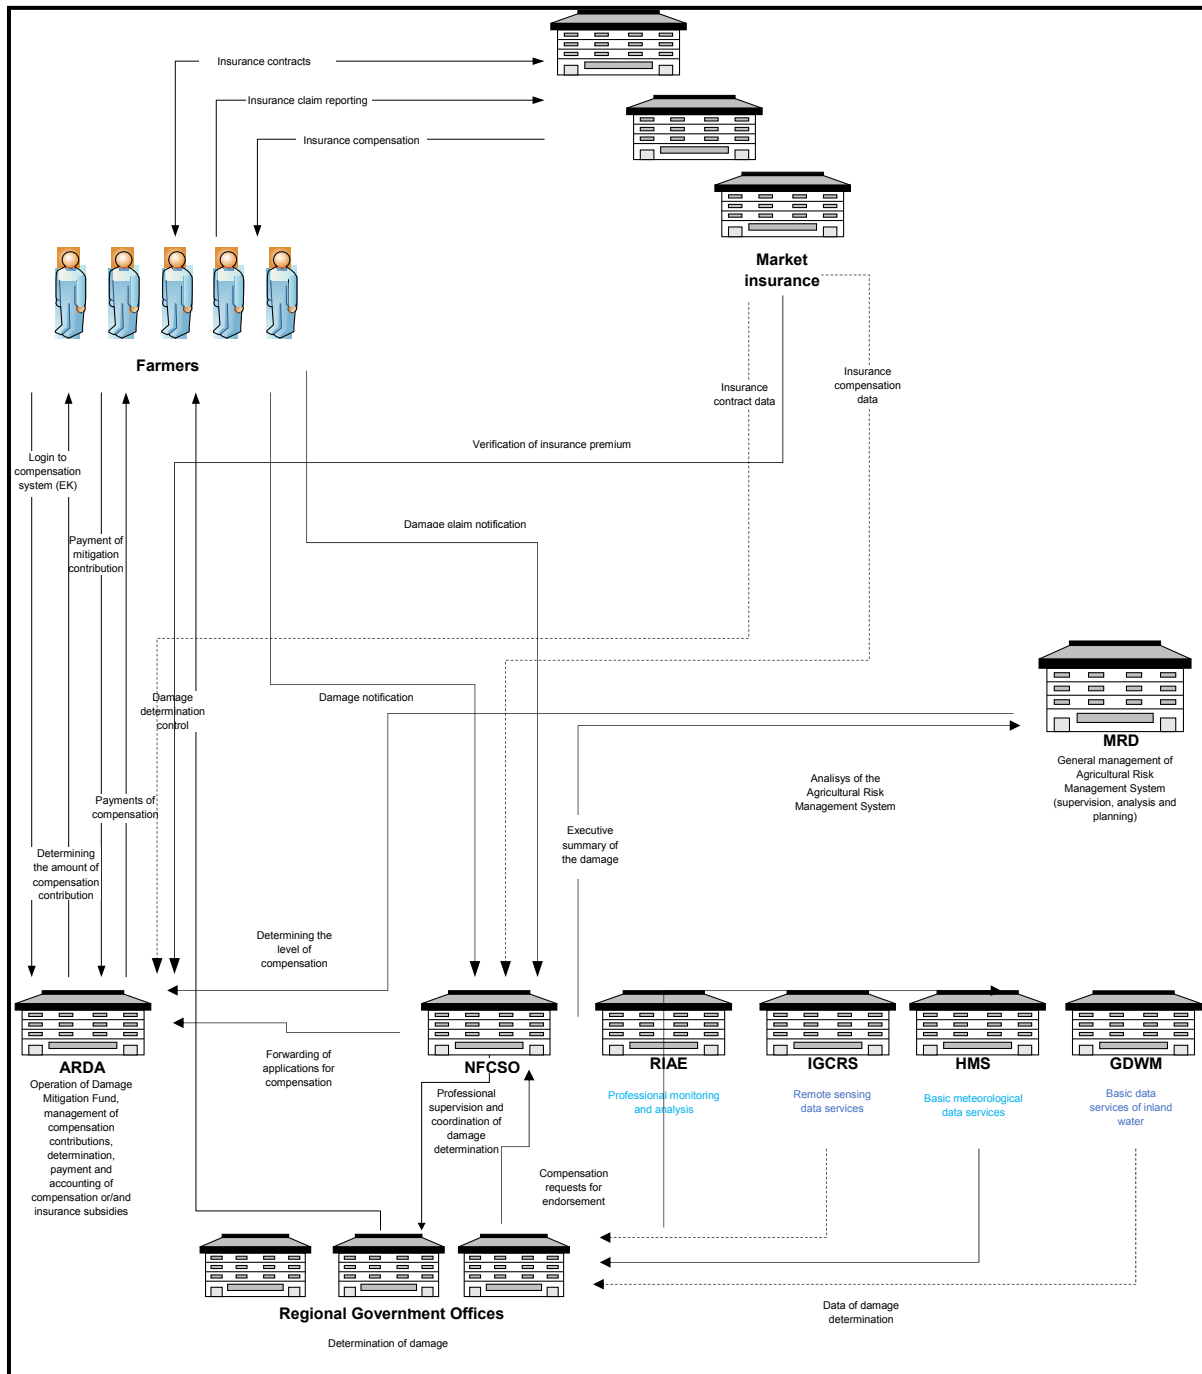 Insurance contracts
Insurance claim reporting
Insurance compensation
Market
insurance
Farmers
Insurance
contract data
Insurance
compensation
data
Verification of insurance premium
Login to
compensation
system (EK)
Damage claim notification
Payment of
mitigation
contribution
Damage
determination
control
Damage notification
MRD
General management of
Agricultural Risk
Management System
(supervision, analysis and
planning)
Analisys of the
Agricultural Risk
Management System
Payments of
compensation
Executive
summary of
the damage
Determining
the amount of
compensation
contribution
Determining the
level of
compensation
ARDA
Operation of Damage
Mitigation Fund,
management of
compensation
contributions,
determination,
payment and
accounting of
compensation or/and
insurance subsidies
Forwarding of
applications for
compensation
NFCSO
Professional
supervision and
coordination of
damage
determination
RIAE
Professional monitoring
and analysis
IGCRS
Remote sensing
data services
HMS
Basic meteorological
data services
GDWM
Basic data
services of inland
water
Compensation
requests for
endorsement
Regional Government Offices
Determination of damage
Data of damage
determination